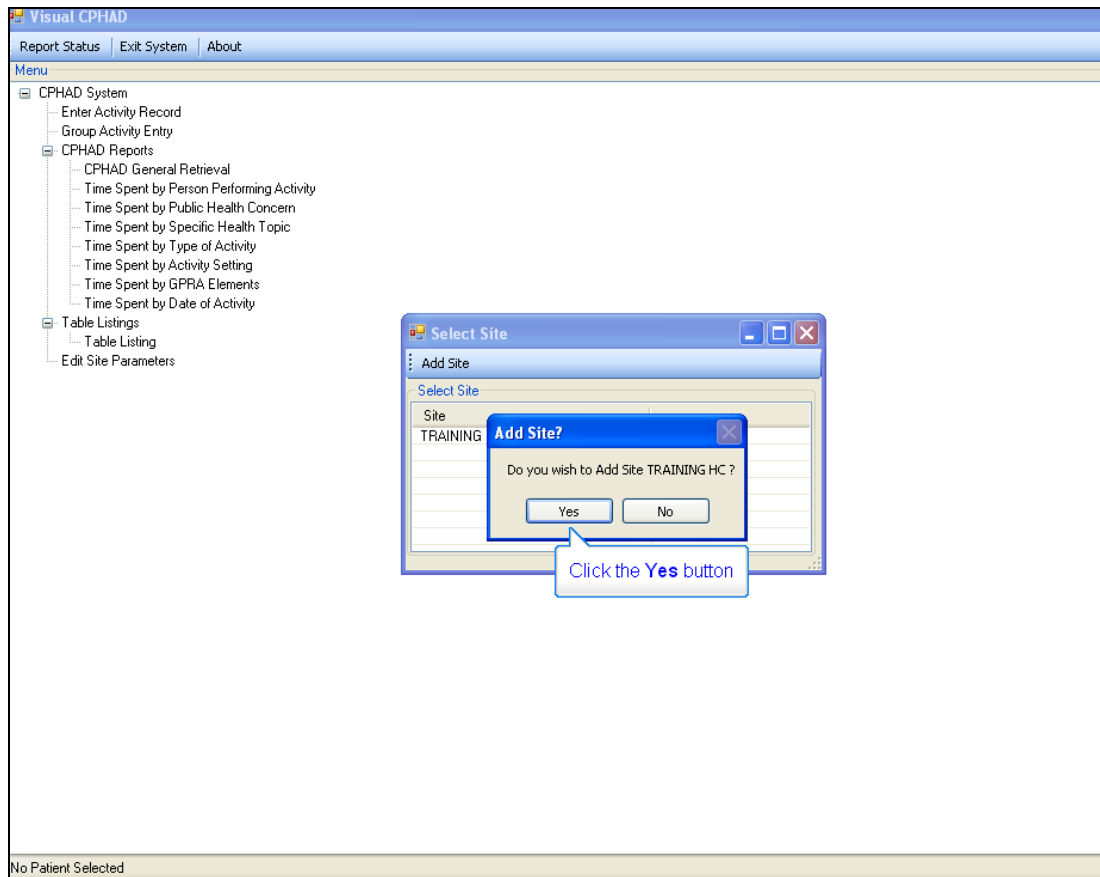 Visual CPHAD
Report Status Exit System About
Menu
CPHAD System
Enter Activity Record
Group Activity Entry
CPHAD Reports
CPHAD General Retrieval
Time Spent by Person Performing Activity
Time Spent by Public Health Concern
Time Spent by Specific Health Topic
Time Spent by Type of Activity
Time Spent by Activity Setting
Time Spent by GPRA Elements
Time Spent by Date of Activity
Table Listings
Table Listing
Edit Site Parameters
Select Site
Add Site
Select Site
Site
TRAINING
Add Site?
Do you wish to Add Site TRAINING HC ?
Yes No
Click the Yes button
No Patient Selected